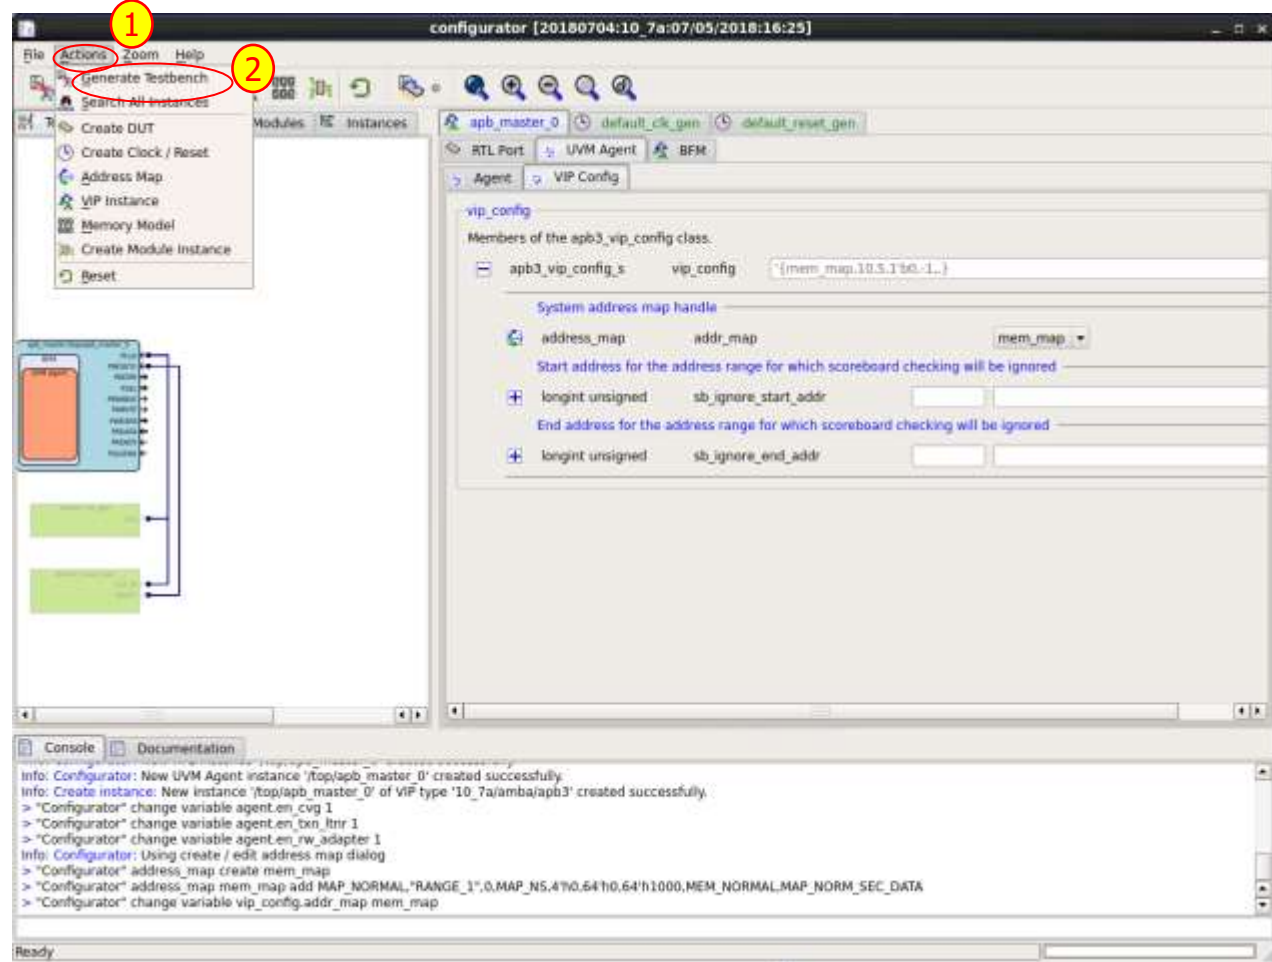 1
configurator [20180704:10_7a:07/05/2018:16:25]
File Actions Zoom Help
2
Generate Testbench
Search All Instances
Create DUT
Create Clock / Reset
Address Map
VIP Instance
Memory Model
Create Module Instance
Reset
Modules Instances
apb_master_0 default_clk_gen default_reset_gen
RTL Port UVM Agent BFM
Agent VIP Config
vip_config
Members of the apb3_vip_config class.
apb3_vip_config_s vip_config '{mem_map,10,5,1'b0,-1..}
System address map handle
address_map addr_map mem_map
Start address for the address range for which scoreboard checking will be ignored
longint unsigned sb_ignore_start_addr
End address for the address range for which scoreboard checking will be ignored
longint unsigned sb_ignore_end_addr
Console Documentation
Info: Configurator: New UVM Agent instance '/top/apb_master_0' created successfully.
Info: Create instance: New instance '/top/apb_master_0' of VIP type '10_7a/amba/apb3' created successfully.
> "Configurator" change variable agent.en_cvg 1
> "Configurator" change variable agent.en_txn_ltnr 1
> "Configurator" change variable agent.en_rw_adapter 1
Info: Configurator: Using create / edit address map dialog
> "Configurator" address_map create mem_map
> "Configurator" address_map mem_map add MAP_NORMAL,"RANGE_1",0,MAP_NS,4'h0,64'h0,64'h1000,MEM_NORMAL,MAP_NORM_SEC_DATA
> "Configurator" change variable vip_config.addr_map mem_map
Ready